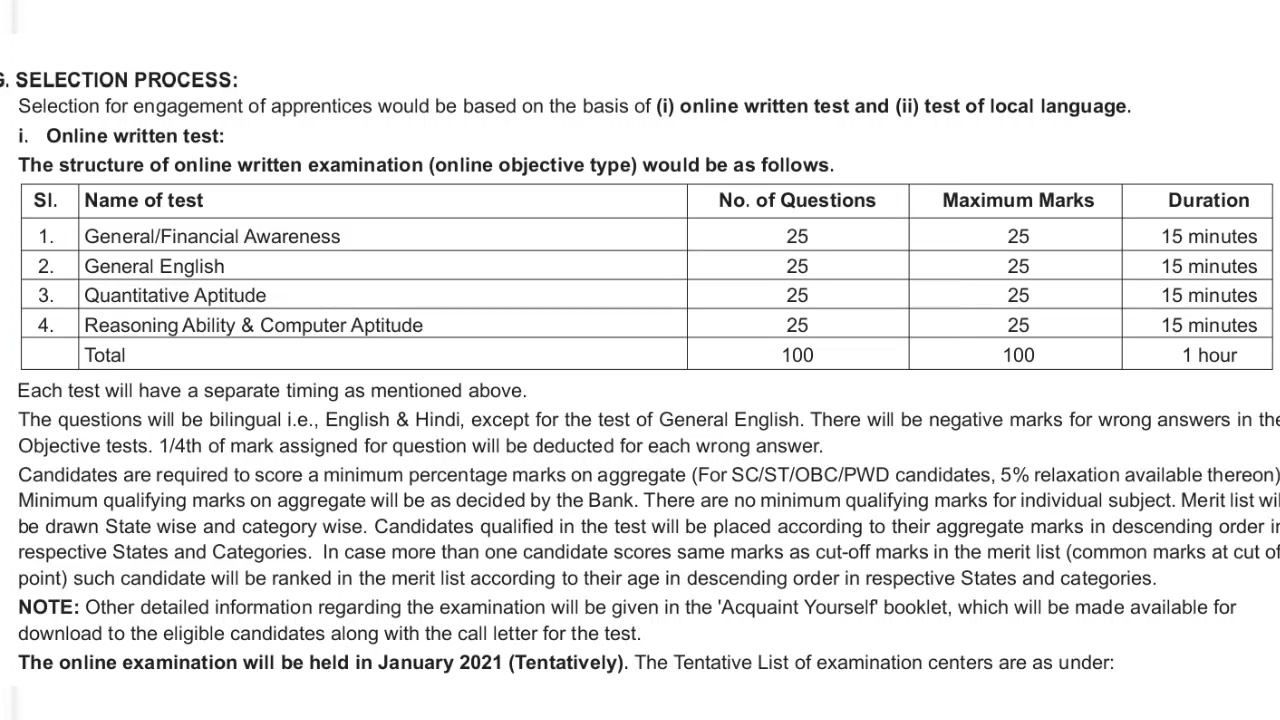 G. SELECTION PROCESS:
Selection for engagement of apprentices would be based on the basis of (i) online written test and (ii) test of local language.
i. Online written test:
The structure of online written examination (online objective type) would be as follows.
Sl. Name of test No. of Questions Maximum Marks Duration
1. General/Financial Awareness 25 25 15 minutes
2. General English 25 25 15 minutes
3. Quantitative Aptitude 25 25 15 minutes
4. Reasoning Ability & Computer Aptitude 25 25 15 minutes
Total 100 100 1 hour
Each test will have a separate timing as mentioned above.
The questions will be bilingual i.e., English & Hindi, except for the test of General English. There will be negative marks for wrong answers in the
Objective tests. 1/4th of mark assigned for question will be deducted for each wrong answer.
Candidates are required to score a minimum percentage marks on aggregate (For SC/ST/OBC/PWD candidates, 5% relaxation available thereon)
Minimum qualifying marks on aggregate will be as decided by the Bank. There are no minimum qualifying marks for individual subject. Merit list wil
be drawn State wise and category wise. Candidates qualified in the test will be placed according to their aggregate marks in descending order in
respective States and Categories. In case more than one candidate scores same marks as cut-off marks in the merit list (common marks at cut of
point) such candidate will be ranked in the merit list according to their age in descending order in respective States and categories.
NOTE: Other detailed information regarding the examination will be given in the 'Acquaint Yourself' booklet, which will be made available for
download to the eligible candidates along with the call letter for the test.
The online examination will be held in January 2021 (Tentatively). The Tentative List of examination centers are as under: